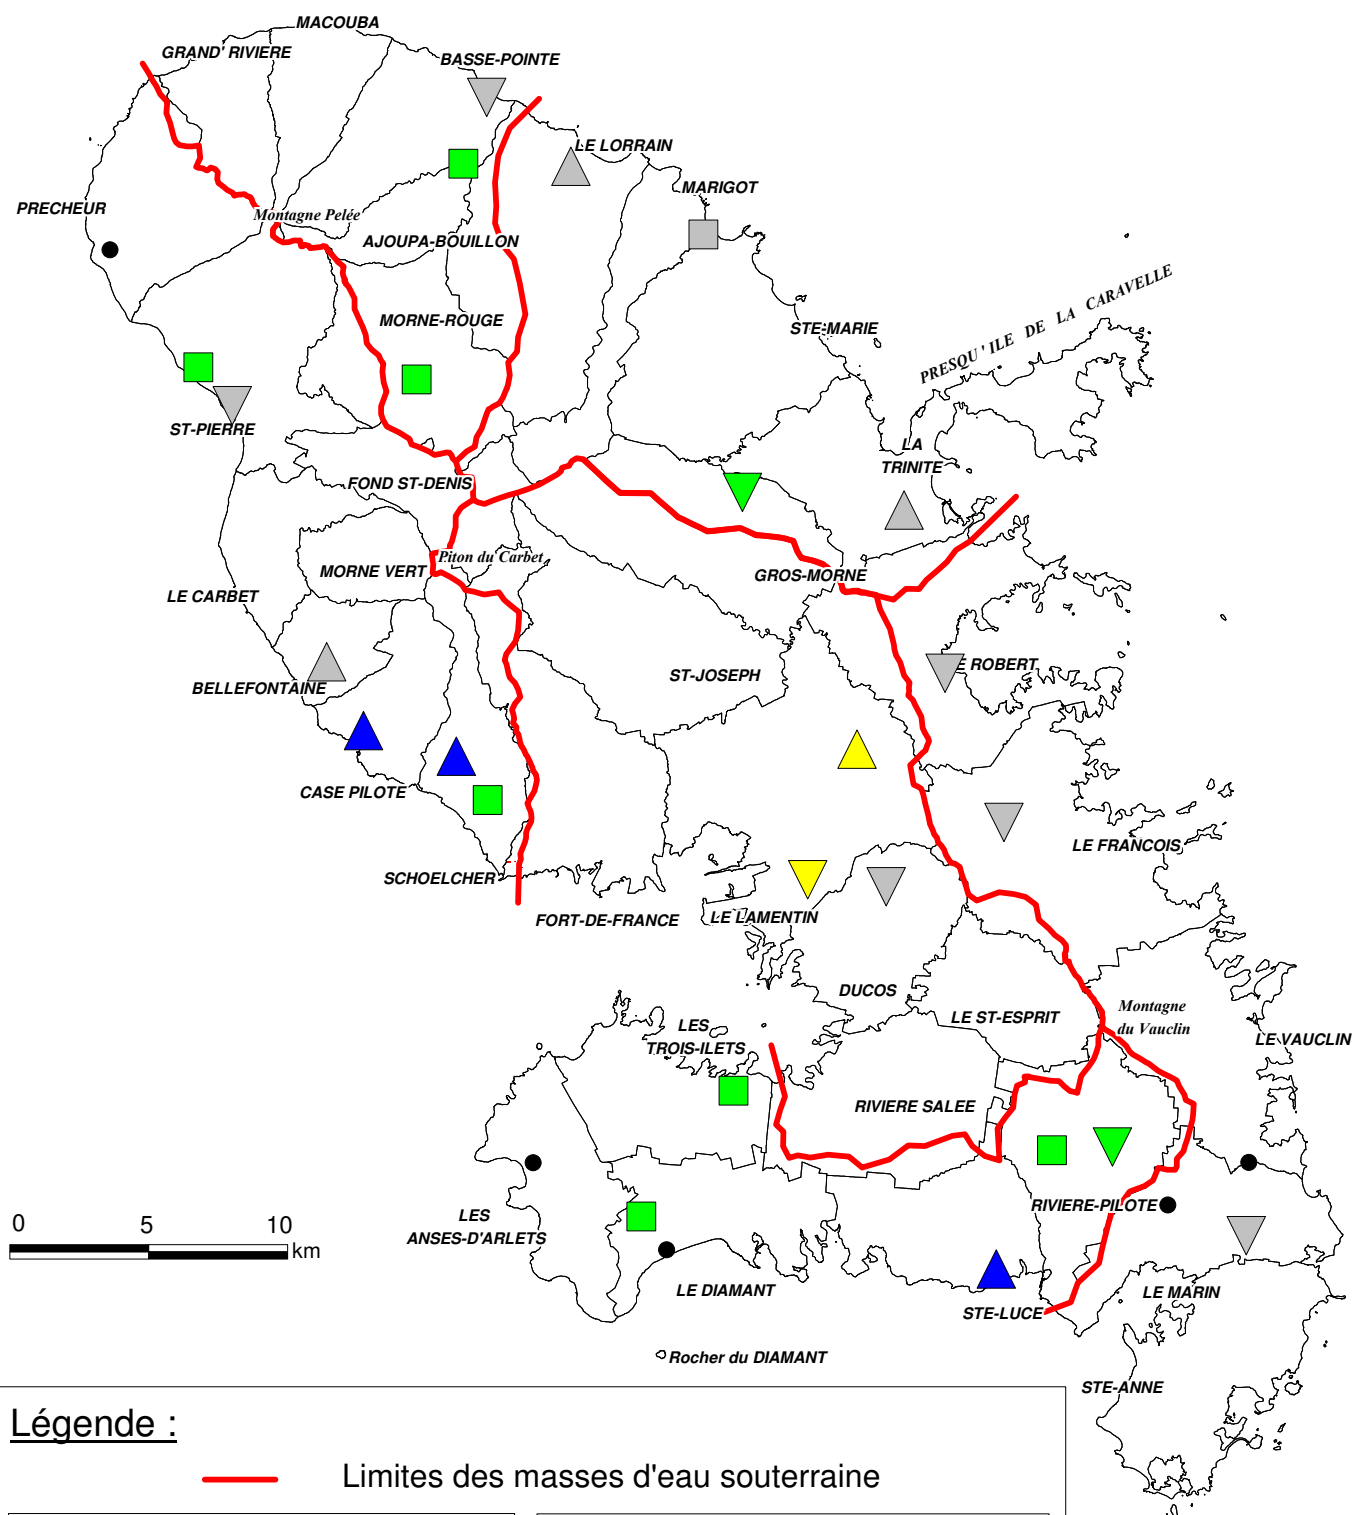 MACOUBA
GRAND' RIVIERE
BASSE-POINTE
LE LORRAIN
MARIGOT
PRECHEUR
Montagne Pelée
AJOUPA-BOUILLON
MORNE-ROUGE
STE-MARIE
PRESQU'ILE DE LA CARAVELLE
ST-PIERRE
LA
TRINITE
FOND ST-DENIS
Piton du Carbet
MORNE VERT
GROS-MORNE
LE CARBET
ST-JOSEPH
E ROBERT
BELLEFONTAINE
CASE PILOTE
LE FRANCOIS
SCHOELCHER
FORT-DE-FRANCE
LE LAMENTIN
DUCOS
LE ST-ESPRIT
Montagne
du Vauclin
LES
TROIS-ILETS
LE VAUCLIN
RIVIERE SALEE
RIVIERE-PILOTE
LES
ANSES-D'ARLETS
0 5 10
km
LE DIAMANT
LE MARIN
STE-LUCE
Rocher du DIAMANT
STE-ANNE
Légende :
Limites des masses d'eau souterraine